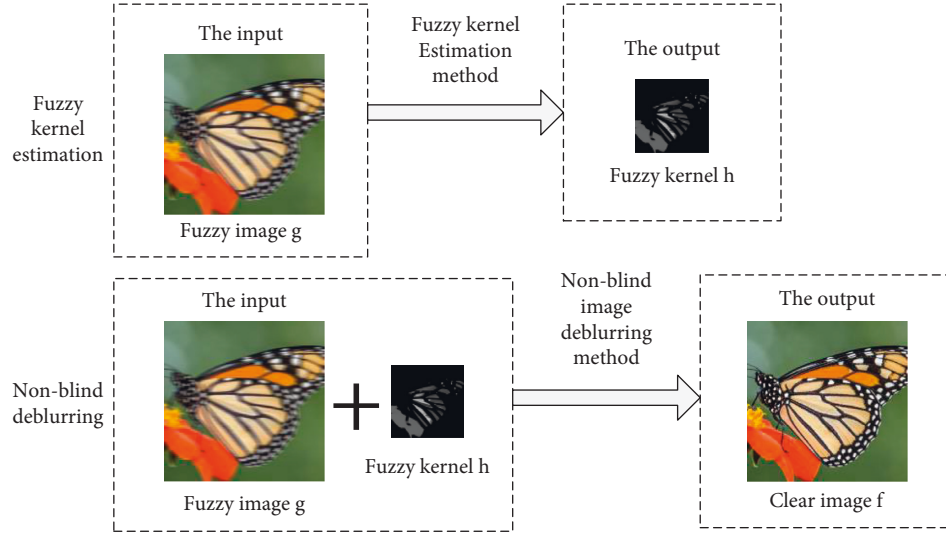 Fuzzy
kernel
estimation
The input
Fuzzy image g
Fuzzy kernel
Estimation
method
The output
Fuzzy kernel h
Non-blind
deblurring
The input
Fuzzy image g
+
Fuzzy kernel h
Non-blind
image
deblurring
method
The output
Clear image f